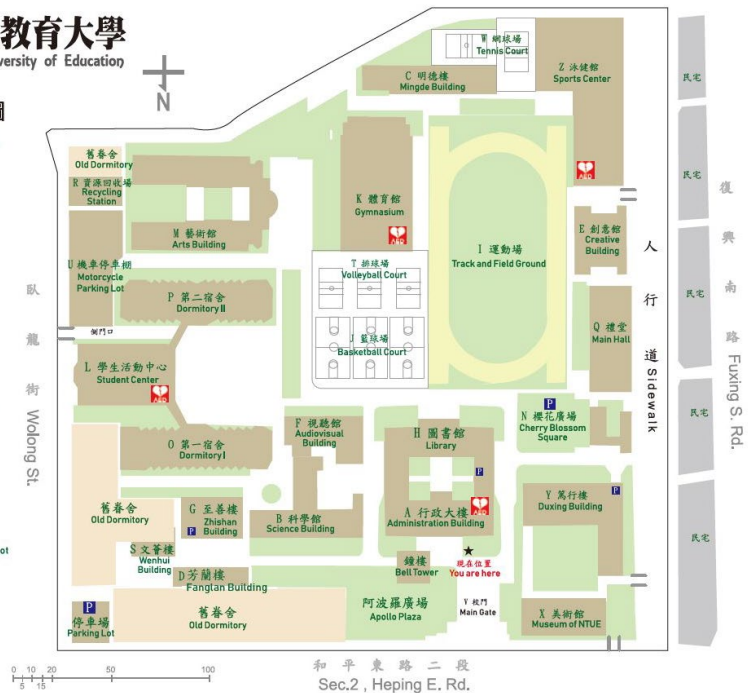 教育大學
versity of Education
圖
N
W 網球場
Tennis Court
C 明德樓
Mingde Building
Z 泳健館
Sports Center
民宅
舊眷舍
Old Dormitory
R 資源回收場
Recycling
Station
K 體育館
Gymnasium
AED
AED
民宅
復
興
南
路
Fuxing S. Rd.
M 藝術館
Arts Building
I 運動場
Track and Field Ground
E 創意館
Creative
Building
人
行
道
Sidewalk
U 機車停車棚
Motorcycle
Parking Lot
T 排球場
Volleyball Court
P 第二宿舍
Dormitory II
民宅
臥
龍
街
Wolong St.
側門口
J 籃球場
Basketball Court
Q 禮堂
Main Hall
L 學生活動中心
Student Center
AED
P
N 櫻花廣場
Cherry Blossom
Square
民宅
F 視聽館
Audiovisual
Building
H 圖書館
Library
O 第一宿舍
Dormitory I
P
舊眷舍
Old Dormitory
G 至善樓
Zhishan
Building
P
B 科學館
Science Building
A 行政大樓
Administration Building
AED
Y 篤行樓
Duxing Building
P
民宅
S 文薈樓
Wenhui
Building
ot
鐘樓
Bell Tower
★
現在位置
You are here
D 芳蘭樓
Fanglan Building
P
停車場
Parking Lot
舊眷舍
Old Dormitory
阿波羅廣場
Apollo Plaza
V 校門
Main Gate
X 美術館
Museum of NTUE
0 10 20 50 100
5 15
和 平 東 路 二 段
Sec.2 , Heping E. Rd.